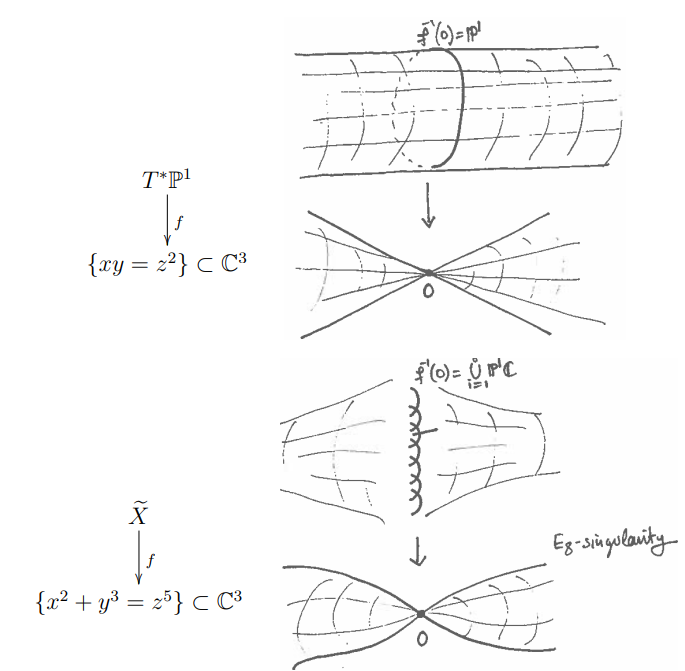 f⁻¹(0) = ℙ¹
T*ℙ¹
f
{xy = z²} ⊂ ℂ³
0
f⁻¹(0) = ⋃ᵢ₌₁ ℙ¹ℂ
X̃
E₈-singularity
f
{x² + y³ = z⁵} ⊂ ℂ³
0